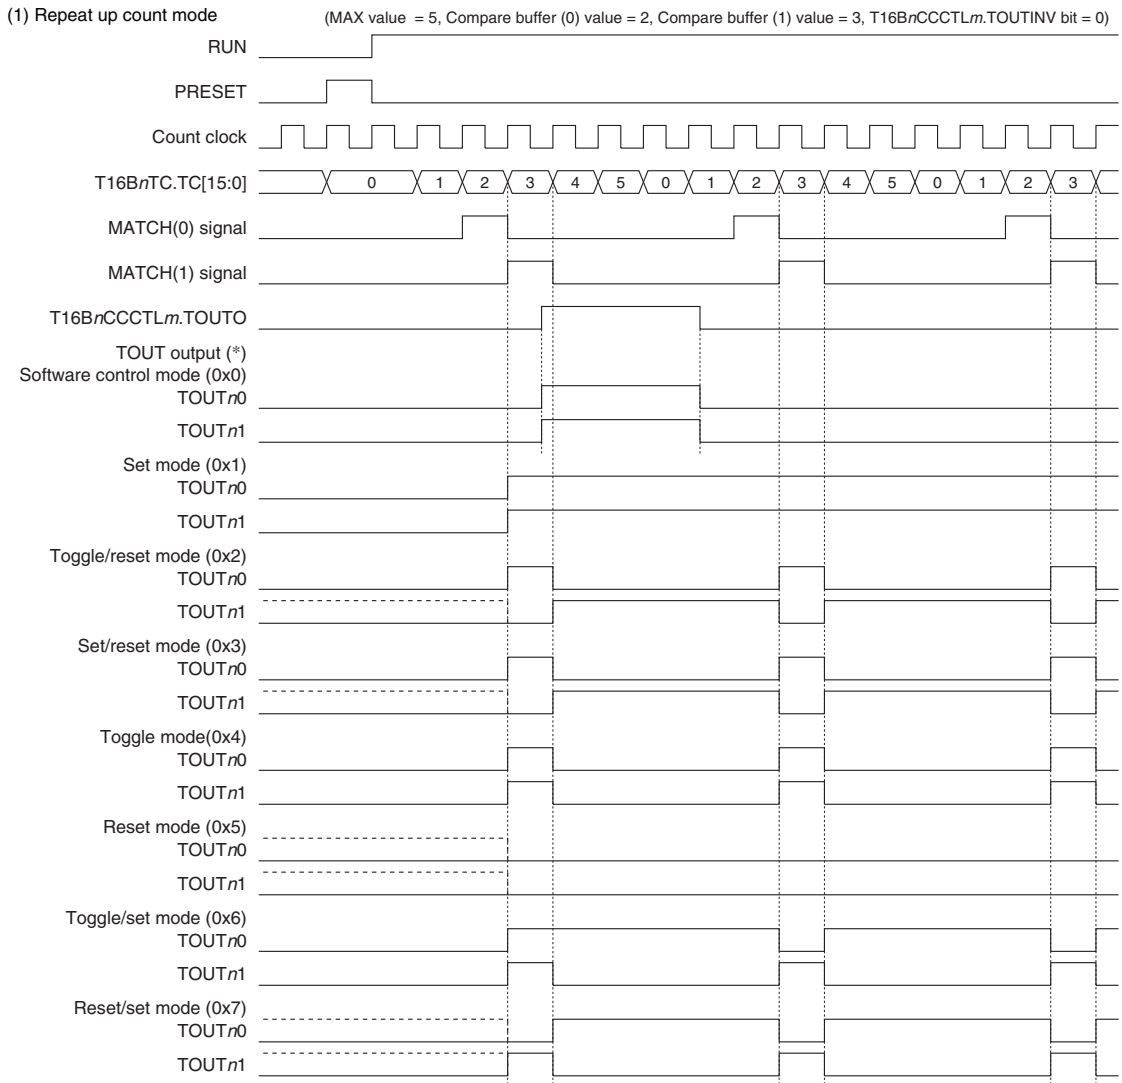 (1) Repeat up count mode (MAX value = 5, Compare buffer (0) value = 2, Compare buffer (1) value = 3, T16BnCCCTLm.TOUTINV bit = 0)
RUN
PRESET
Count clock
T16BnTC.TC[15:0] 0 1 2 3 4 5 0 1 2 3 4 5 0 1 2 3
MATCH(0) signal
MATCH(1) signal
T16BnCCCTLm.TOUTO
TOUT output (*)
Software control mode (0x0)
TOUTn0
TOUTn1
Set mode (0x1)
TOUTn0
TOUTn1
Toggle/reset mode (0x2)
TOUTn0
TOUTn1
Set/reset mode (0x3)
TOUTn0
TOUTn1
Toggle mode(0x4)
TOUTn0
TOUTn1
Reset mode (0x5)
TOUTn0
TOUTn1
Toggle/set mode (0x6)
TOUTn0
TOUTn1
Reset/set mode (0x7)
TOUTn0
TOUTn1